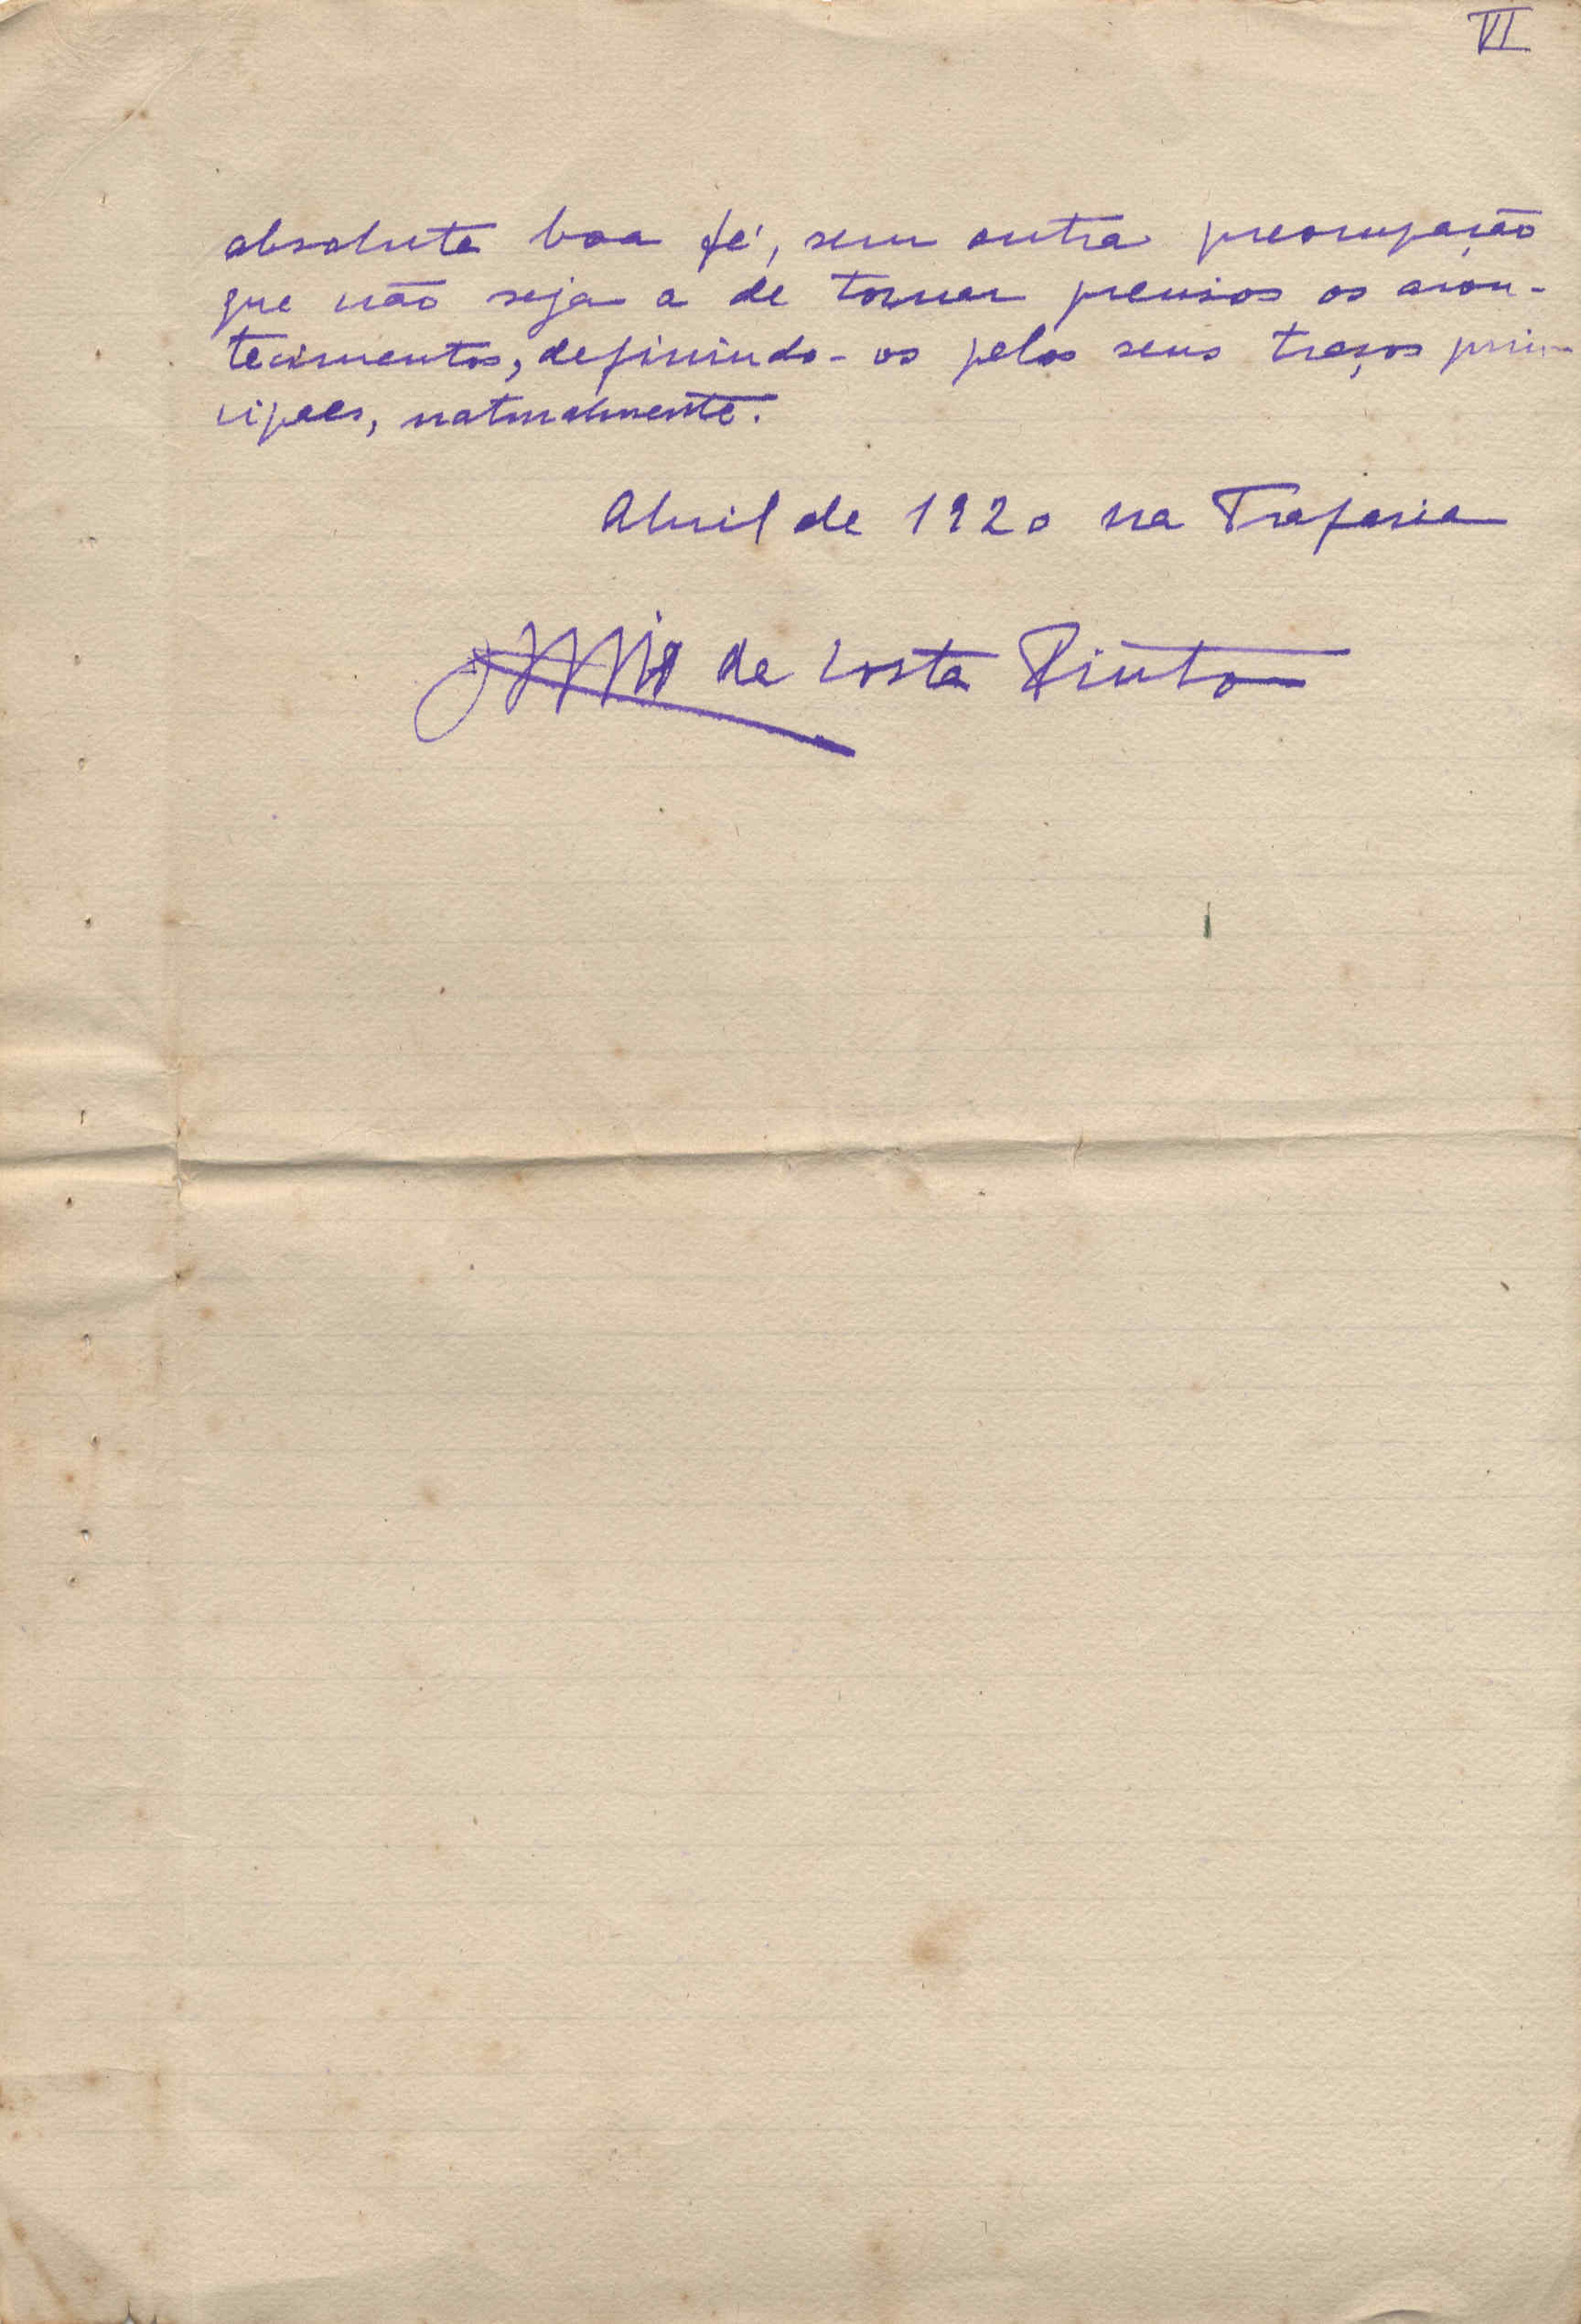 VI
absoluta boa fé, sem outra preocupação
que não seja a de tornar precisos os acon-
tecimentos, definindo-os pelos seus traços prin-
cipaes, naturalmente.
Abril de 1920 na Trafaria
da Costa Pinto